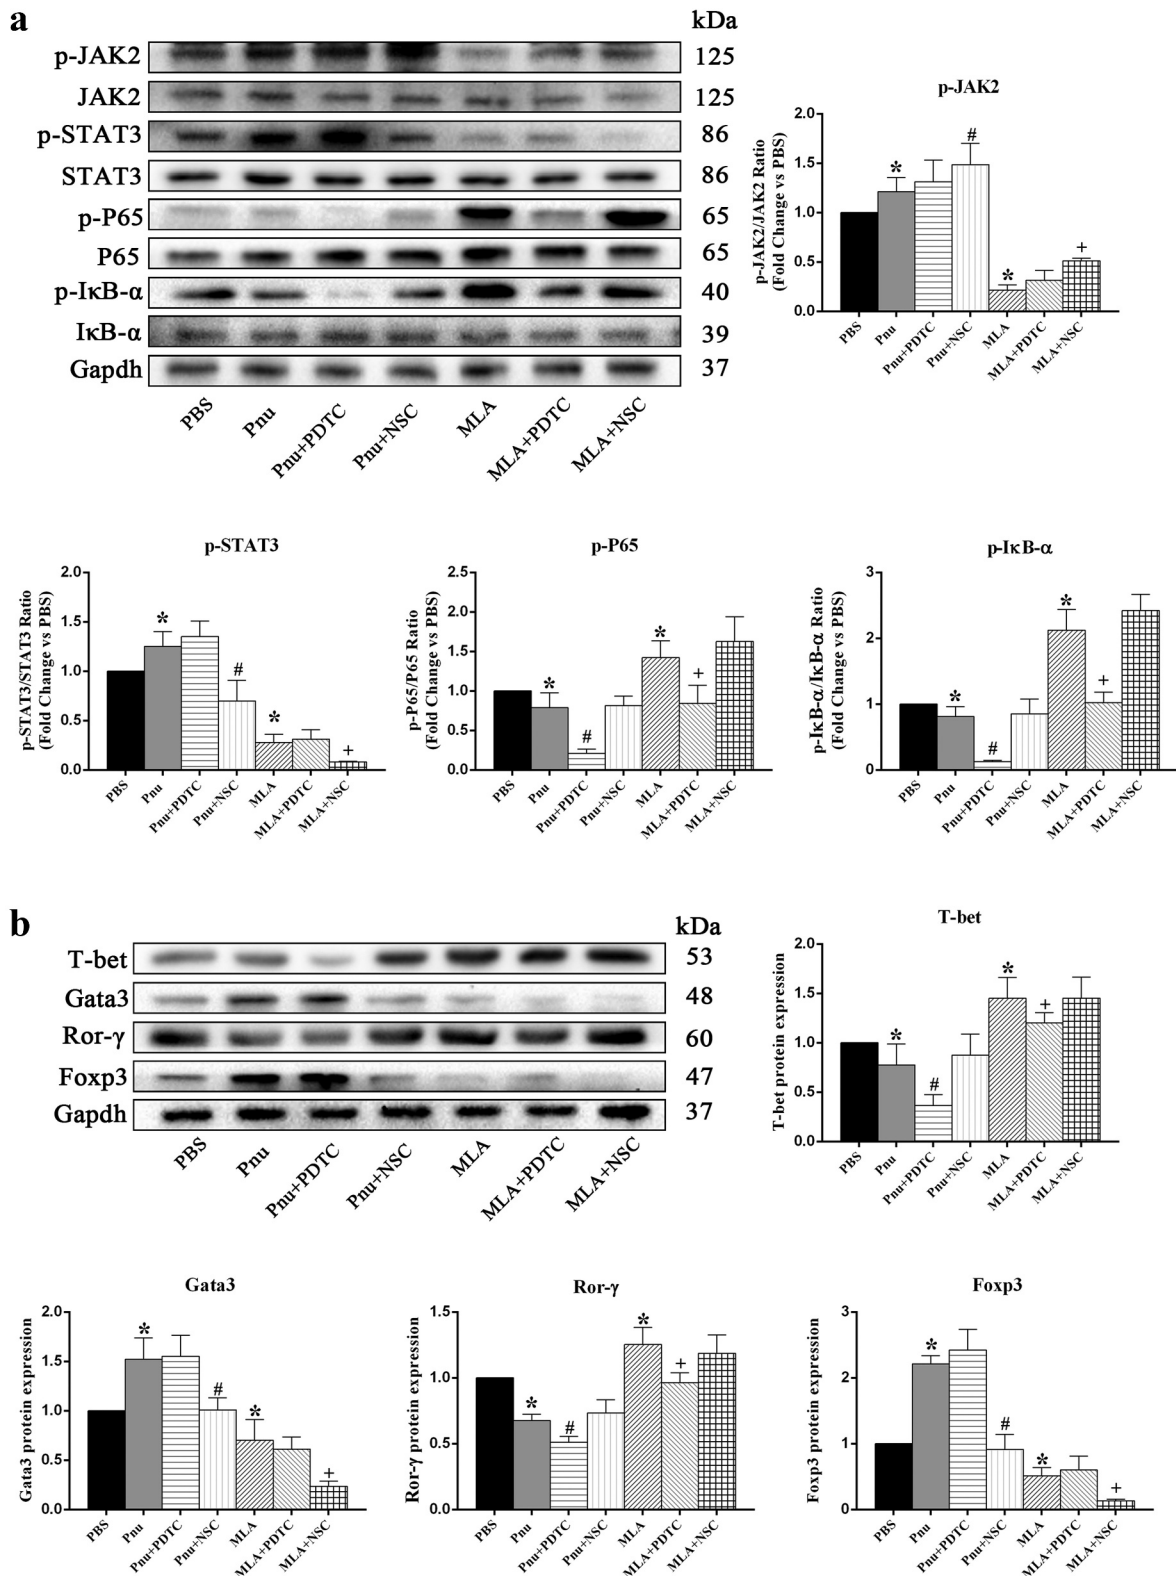 a
kDa
p-JAK2 125
JAK2 125
p-STAT3 86
STAT3 86
p-P65 65
P65 65
p-IκB-α 40
IκB-α 39
Gapdh 37
PBS Pnu Pnu+PDTC Pnu+NSC MLA MLA+PDTC MLA+NSC
p-JAK2
p-JAK2/JAK2 Ratio
(Fold Change vs PBS)
2.0
1.5
1.0
0.5
0.0
* # * +
PBS Pnu Pnu+PDTC Pnu+NSC MLA MLA+PDTC MLA+NSC
p-STAT3
p-STAT3/STAT3 Ratio
(Fold Change vs PBS)
2.0
1.5
1.0
0.5
0.0
* # * +
PBS Pnu Pnu+PDTC Pnu+NSC MLA MLA+PDTC MLA+NSC
p-P65
p-P65/P65 Ratio
(Fold Change vs PBS)
2.5
2.0
1.5
1.0
0.5
0.0
* # * +
PBS Pnu Pnu+PDTC Pnu+NSC MLA MLA+PDTC MLA+NSC
p-IκB-α
p-IκB-α/IκB-α Ratio
(Fold Change vs PBS)
3
2
1
0
* # * +
PBS Pnu Pnu+PDTC Pnu+NSC MLA MLA+PDTC MLA+NSC
b
kDa
T-bet 53
Gata3 48
Ror-γ 60
Foxp3 47
Gapdh 37
PBS Pnu Pnu+PDTC Pnu+NSC MLA MLA+PDTC MLA+NSC
T-bet
T-bet protein expression
2.0
1.5
1.0
0.5
0.0
* # * +
PBS Pnu Pnu+PDTC Pnu+NSC MLA MLA+PDTC MLA+NSC
Gata3
Gata3 protein expression
2.0
1.5
1.0
0.5
0.0
* # * +
PBS Pnu Pnu+PDTC Pnu+NSC MLA MLA+PDTC MLA+NSC
Ror-γ
Ror-γ protein expression
1.5
1.0
0.5
0.0
* # * +
PBS Pnu Pnu+PDTC Pnu+NSC MLA MLA+PDTC MLA+NSC
Foxp3
Foxp3 protein expression
3
2
1
0
* # * +
PBS Pnu Pnu+PDTC Pnu+NSC MLA MLA+PDTC MLA+NSC